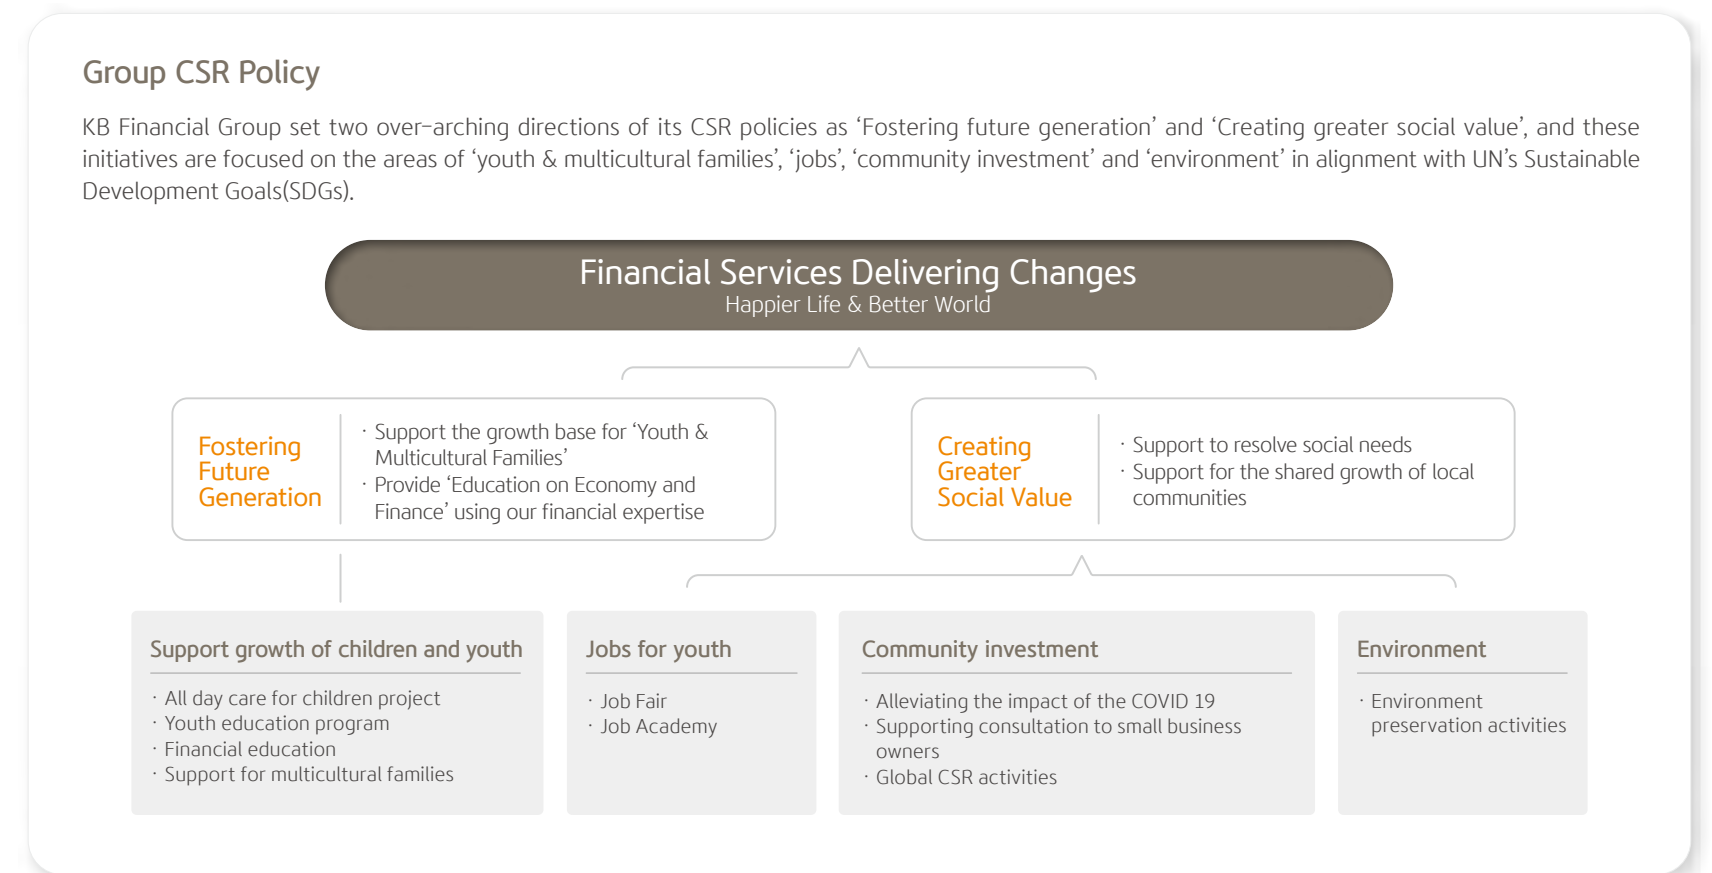 Group CSR Policy
KB Financial Group set two over-arching directions of its CSR policies as ‘Fostering future generation’ and ‘Creating greater social value’, and these
initiatives are focused on the areas of ‘youth & multicultural families’, ‘jobs’, ‘community investment’ and ‘environment’ in alignment with UN’s Sustainable
Development Goals(SDGs).
Financial Services Delivering Changes
Happier Life & Better World
Fostering
Future
Generation
· Support the growth base for ‘Youth &
Multicultural Families’
· Provide ‘Education on Economy and
Finance’ using our financial expertise
Creating
Greater
Social Value
· Support to resolve social needs
· Support for the shared growth of local
communities
Support growth of children and youth
· All day care for children project
· Youth education program
· Financial education
· Support for multicultural families
Jobs for youth
· Job Fair
· Job Academy
Community investment
· Alleviating the impact of the COVID 19
· Supporting consultation to small business
owners
· Global CSR activities
Environment
· Environment
preservation activities